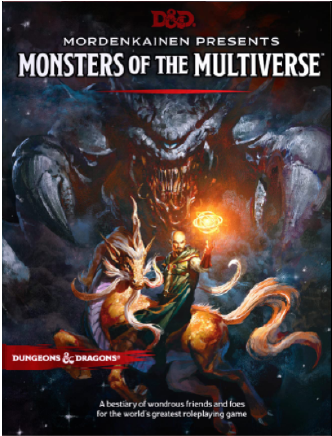 D&D
MORDENKAINEN PRESENTS
MONSTERS OF THE MULTIVERSE™
DUNGEONS & DRAGONS®
A bestiary of wondrous friends and foes
for the world's greatest roleplaying game